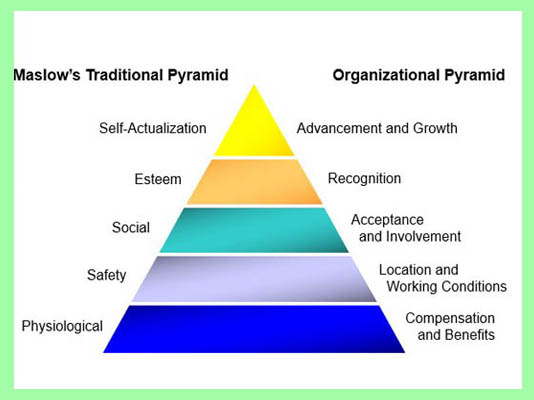 Maslow's Traditional Pyramid
Organizational Pyramid
Self-Actualization
Advancement and Growth
Esteem
Recognition
Social
Acceptance
and Involvement
Safety
Location and
Working Conditions
Physiological
Compensation
and Benefits